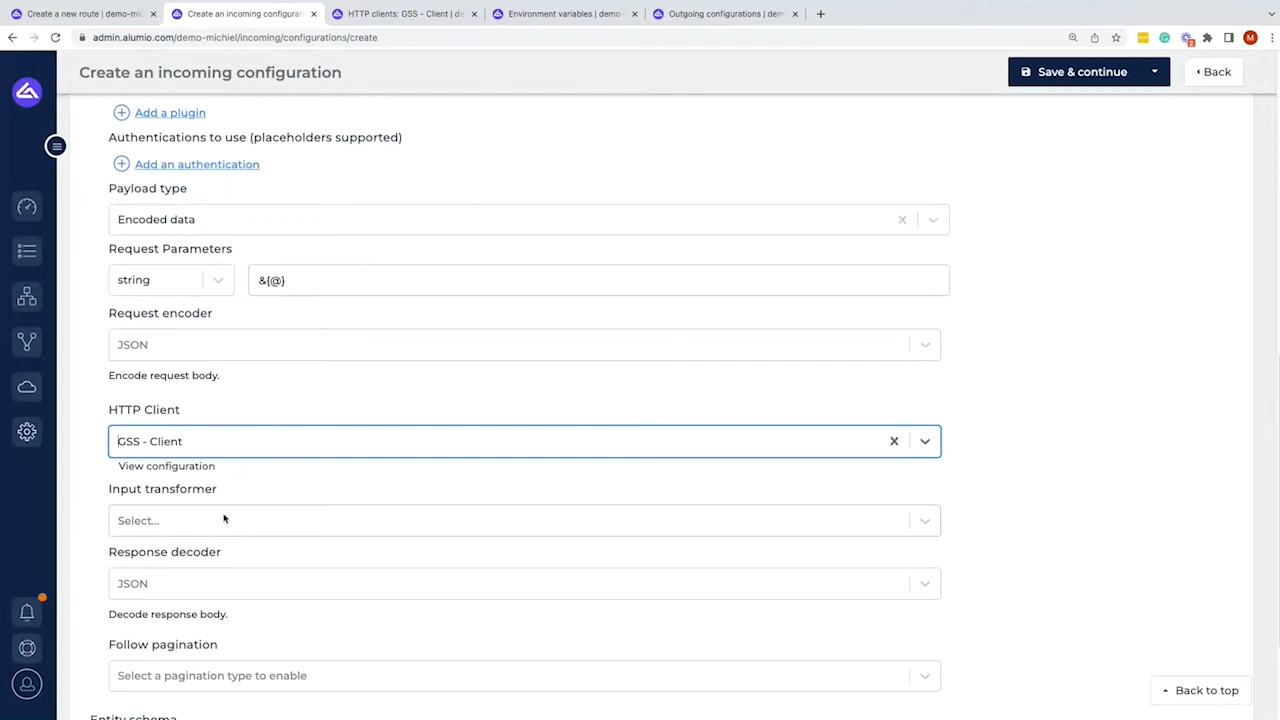 Create a new route | demo-mic
Create an incoming configurat
HTTP clients: GSS - Client | de
Environment variables | demo-
Outgoing configurations | dem
admin.alumio.com/demo-michiel/incoming/configurations/create
2
M
Create an incoming configuration
Save & continue
Back
Add a plugin
Authentications to use (placeholders supported)
Add an authentication
Payload type
Encoded data
Request Parameters
string
&{@}
Request encoder
JSON
Encode request body.
HTTP Client
GSS - Client
View configuration
Input transformer
Select...
Response decoder
JSON
Decode response body.
Follow pagination
Select a pagination type to enable
Back to top
Entity schema